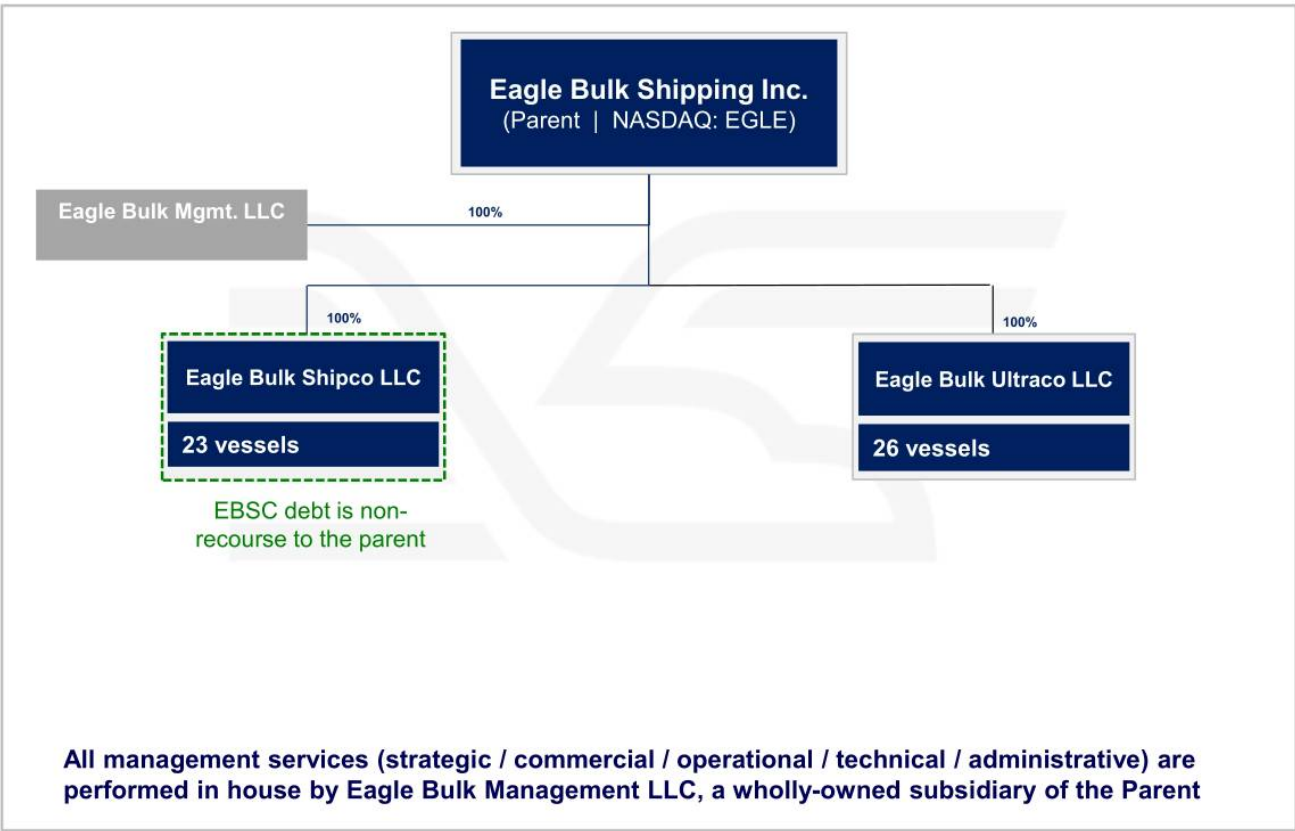 Eagle Bulk Shipping Inc.
(Parent | NASDAQ: EGLE)
Eagle Bulk Mgmt. LLC
100%
100%
100%
Eagle Bulk Shipco LLC
23 vessels
Eagle Bulk Ultraco LLC
26 vessels
EBSC debt is non-
recourse to the parent
All management services (strategic / commercial / operational / technical / administrative) are
performed in house by Eagle Bulk Management LLC, a wholly-owned subsidiary of the Parent